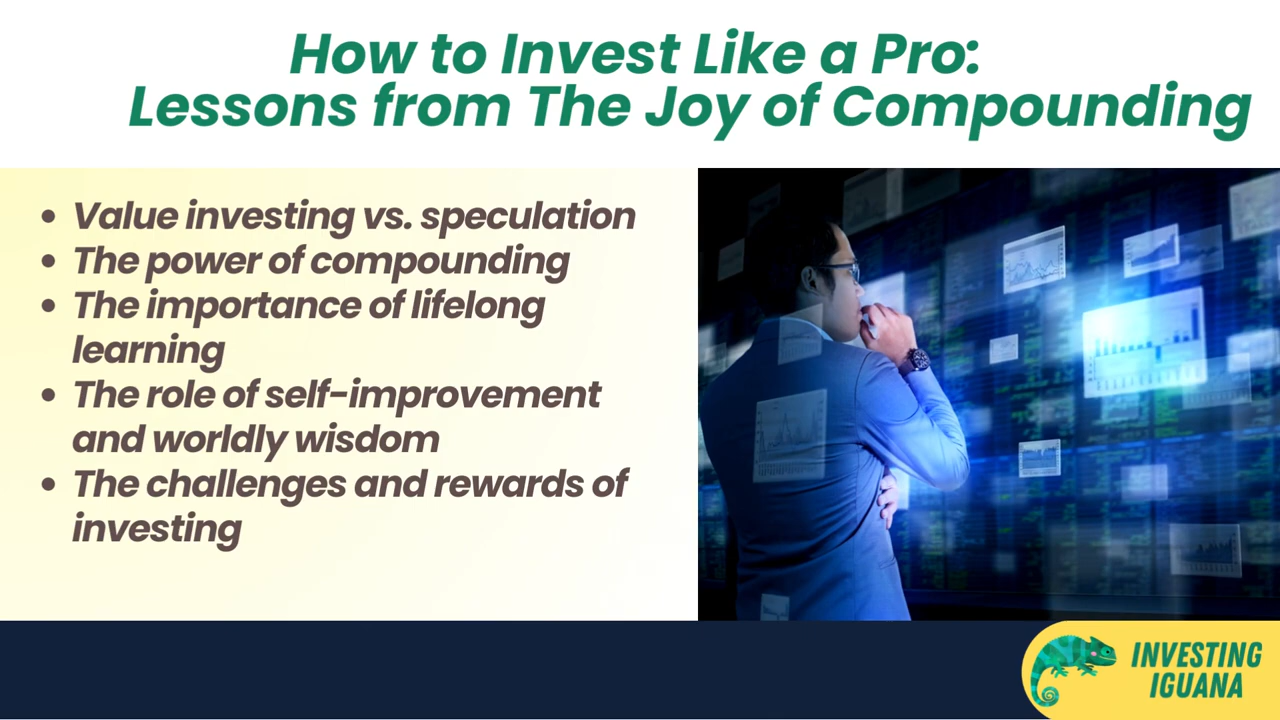 How to Invest Like a Pro:
Lessons from The Joy of Compounding
• Value investing vs. speculation
• The power of compounding
• The importance of lifelong
learning
• The role of self-improvement
and worldly wisdom
• The challenges and rewards of
investing
INVESTING
IGUANA